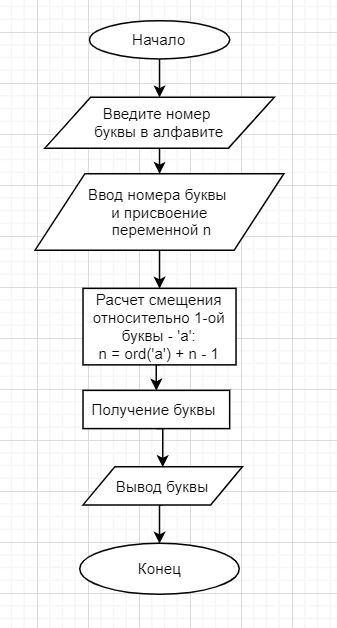 Начало
Введите номер
буквы в алфавите
Ввод номера буквы
и присвоение
переменной n
Расчет смещения
относительно 1-ой
буквы - 'a':
n = ord('a') + n - 1
Получение буквы
Вывод буквы
Конец